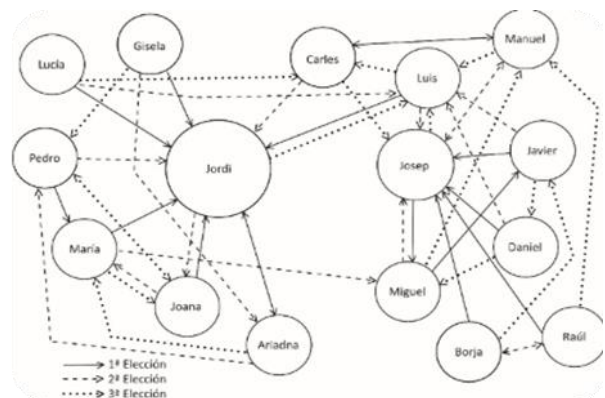 Lucía
Gisela
Carles
Manuel
Luis
Pedro
Jordi
Josep
Javier
María
Joana
Miguel
Daniel
Ariadna
Borja
Raúl
1ª Elección
2ª Elección
3ª Elección